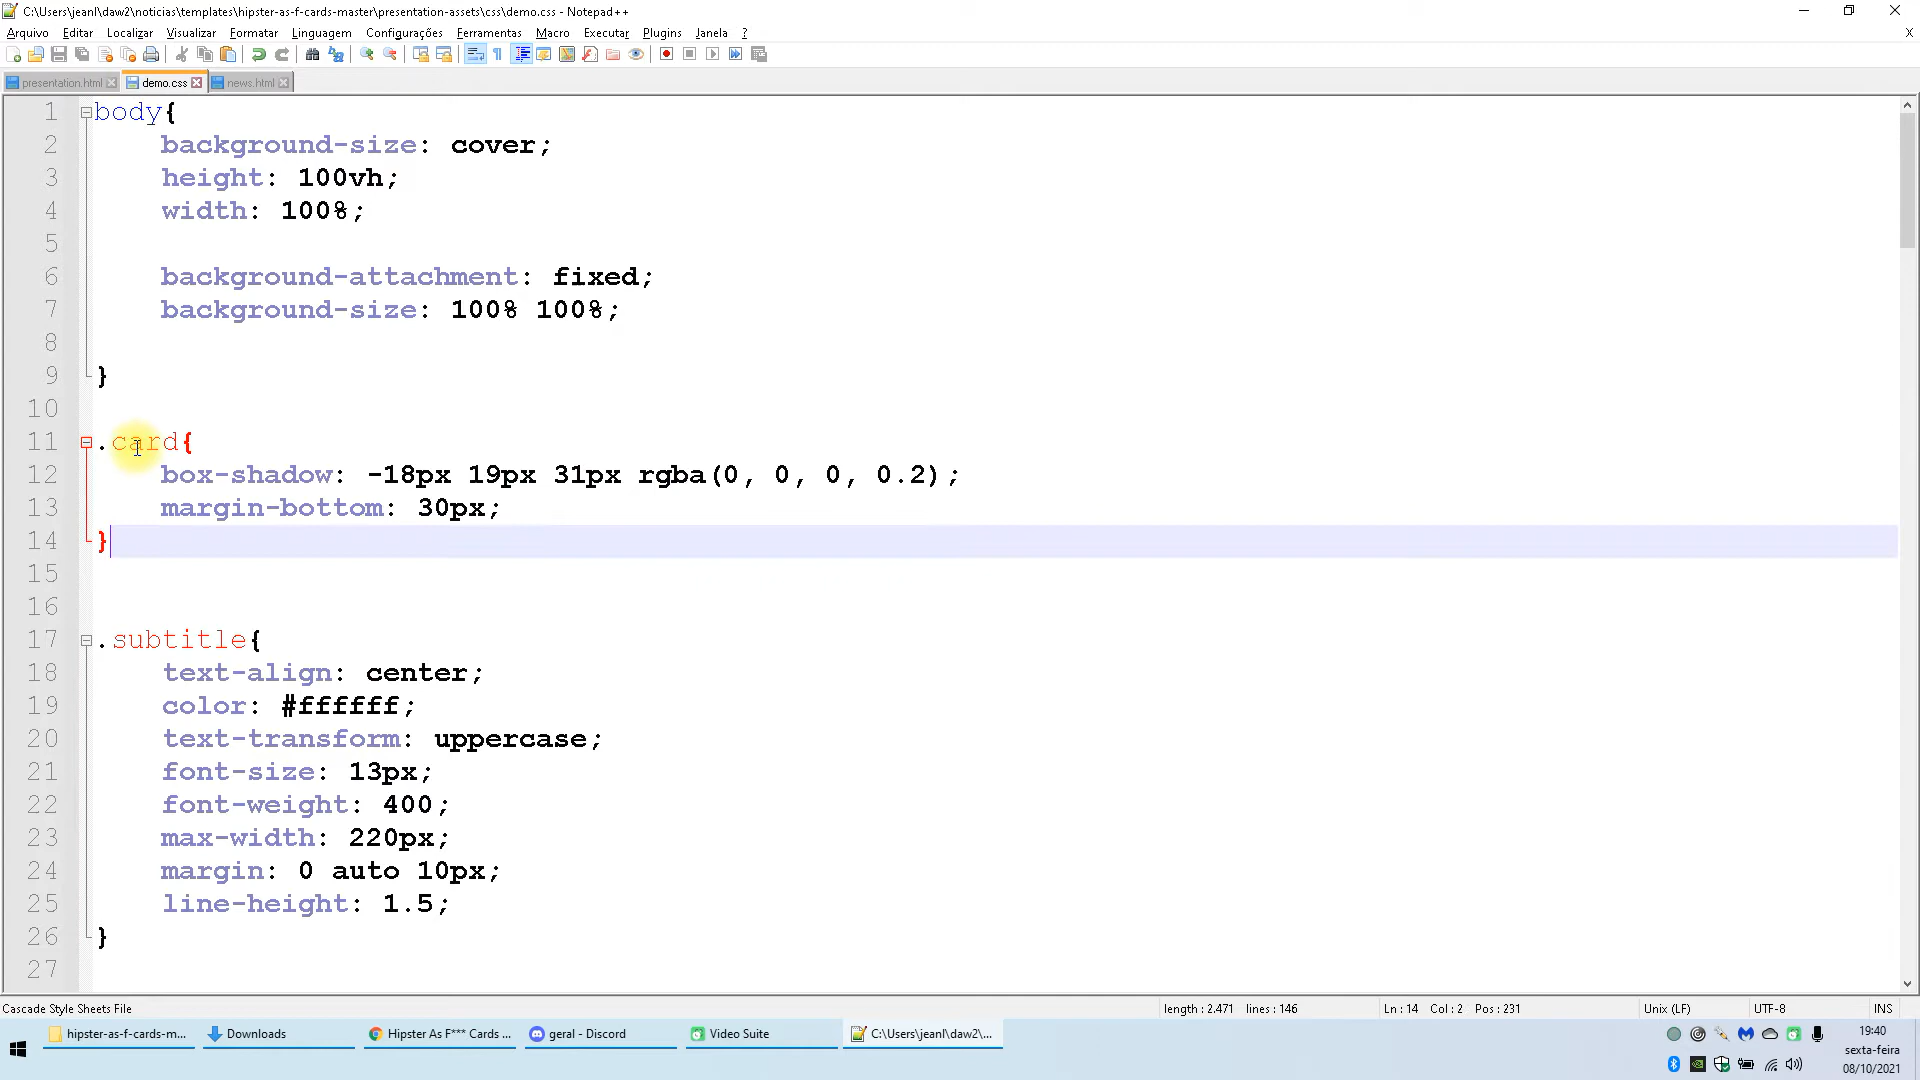 C:\Users\jeanl\daw2\noticias\templates\hipster-as-f-cards-master\presentation-assets\css\demo.css - Notepad++
Arquivo Editar Localizar Visualizar Formatar Linguagem Configurações Ferramentas Macro Executar Plugins Janela ?
X
presentation.html demo.css news.html
1 body{
2 background-size: cover;
3 height: 100vh;
4 width: 100%;
5
6 background-attachment: fixed;
7 background-size: 100% 100%;
8
9 }
10
11 .card{
12 box-shadow: -18px 19px 31px rgba(0, 0, 0, 0.2);
13 margin-bottom: 30px;
14 }
15
16
17 .subtitle{
18 text-align: center;
19 color: #ffffff;
20 text-transform: uppercase;
21 font-size: 13px;
22 font-weight: 400;
23 max-width: 220px;
24 margin: 0 auto 10px;
25 line-height: 1.5;
26 }
27
Cascade Style Sheets File length : 2.471 lines : 146 Ln : 14 Col : 2 Pos : 231 Unix (LF) UTF-8 INS
hipster-as-f-cards-m... Downloads Hipster As F*** Cards ... geral - Discord Video Suite C:\Users\jeanl\daw2\...
19:40
sexta-feira
08/10/2021